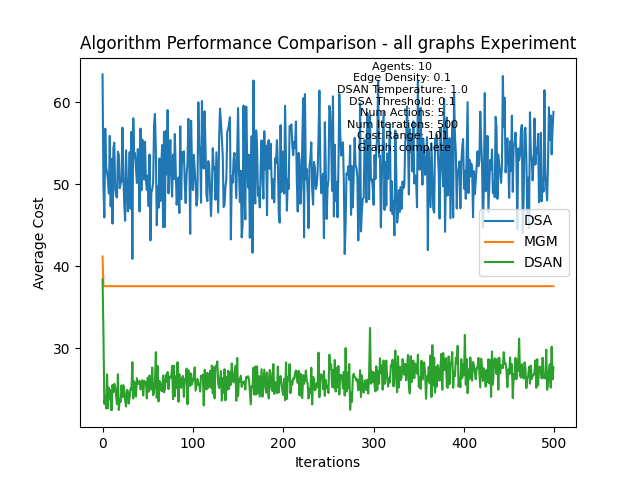 Algorithm Performance Comparison - all graphs Experiment
Agents: 10
Edge Density: 0.1
DSAN Temperature: 1.0
DSA Threshold: 0.1
Num Actions: 5
Num Iterations: 500
Cost Range: 101
Graph: complete
60
50
40
30
Average Cost
DSA
MGM
DSAN
0
100
200
300
400
500
Iterations